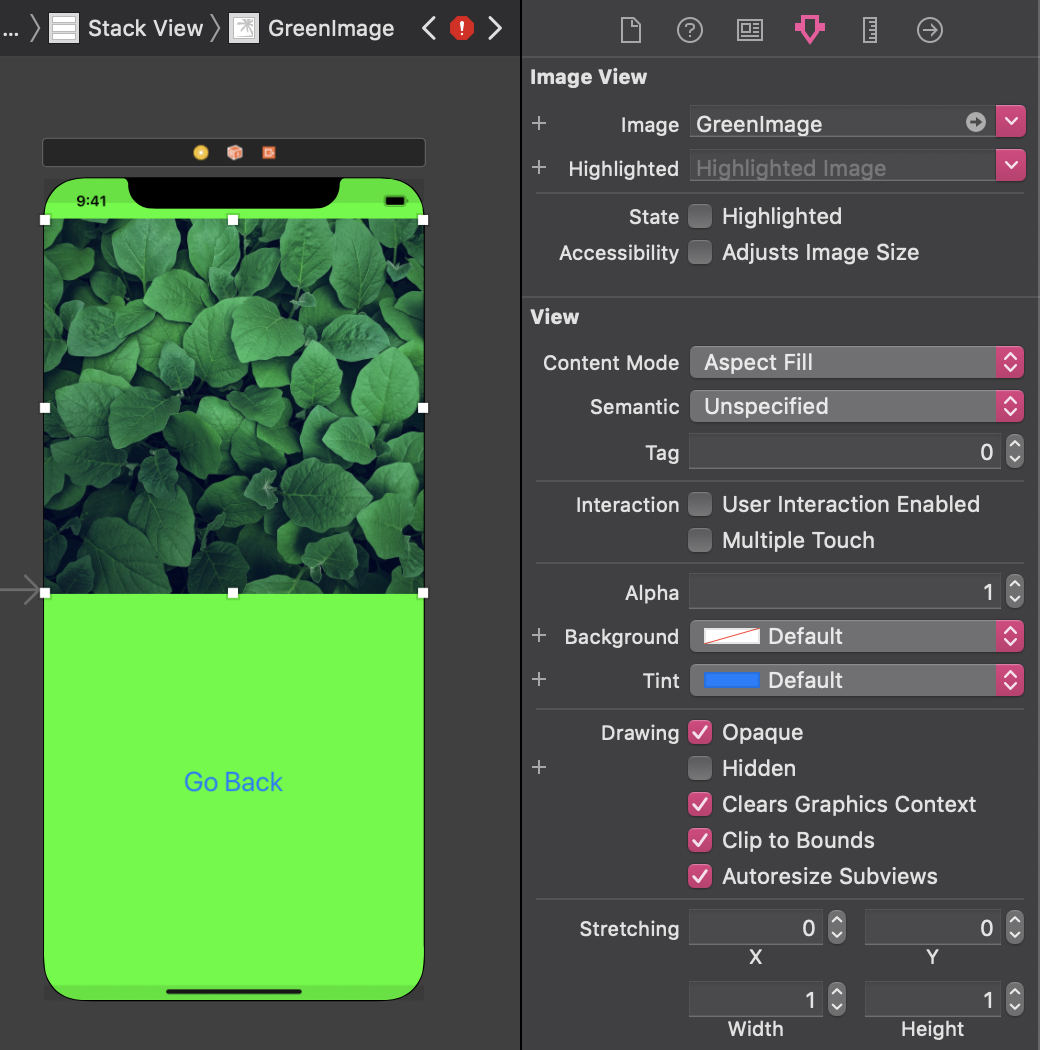 ... Stack View GreenImage
9:41
Go Back
Image View
Image GreenImage
Highlighted Highlighted Image
State Highlighted
Accessibility Adjusts Image Size
View
Content Mode Aspect Fill
Semantic Unspecified
Tag 0
Interaction User Interaction Enabled
Multiple Touch
Alpha 1
Background Default
Tint Default
Drawing Opaque
Hidden
Clears Graphics Context
Clip to Bounds
Autoresize Subviews
Stretching 0 0
X Y
1 1
Width Height